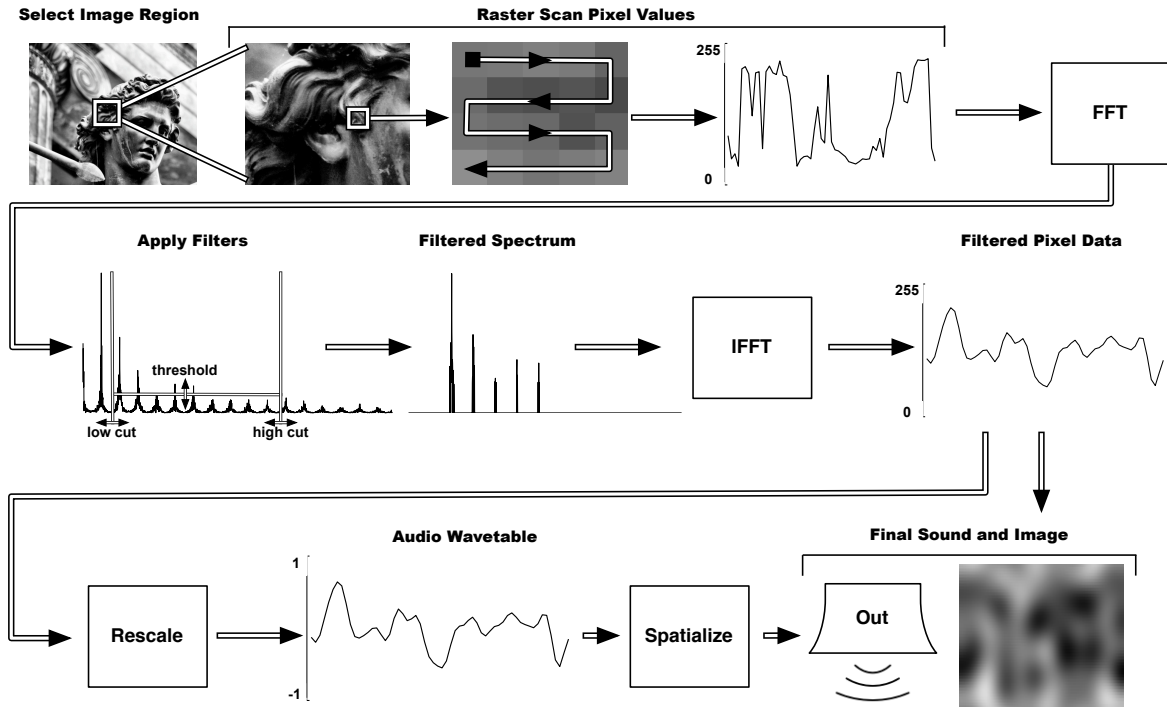 Select Image Region
Raster Scan Pixel Values
255
0
FFT
Apply Filters
Filtered Spectrum
Filtered Pixel Data
threshold
low cut
high cut
IFFT
255
0
Audio Wavetable
Final Sound and Image
Rescale
1
-1
Spatialize
Out